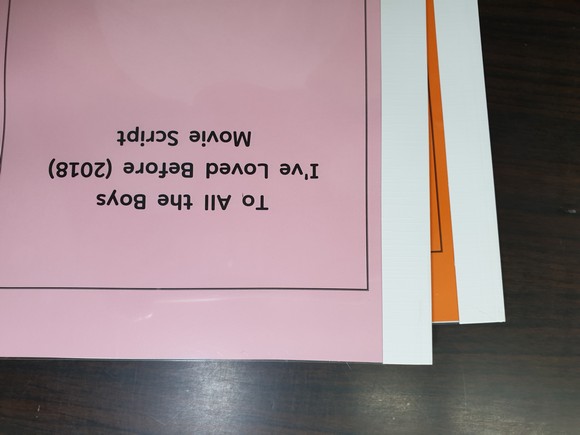 To All the Boys
I've Loved Before (2018)
Movie Script